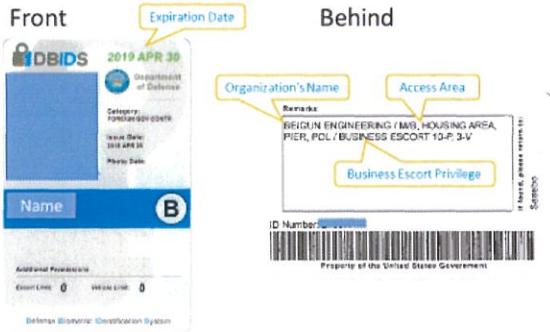 Front
Behind
Expiration Date
DBIDS
2019 APR 30
Department
of Defense
Organization's Name
Access Area
Category:
FOREIGN GOV CONTR
Issue Date:
2018 APR 30
Photo Date:
Remarks:
BEIGUN ENGINEERING / M/B, HOUSING AREA,
PIER, POL / BUSINESS ESCORT 10-P, 3-V
Business Escort Privilege
If found, please return to:
Sasebo
Name
B
ID Number:
Property of the United States Government
Additional Permissions
Escort Limit: 0 Vehicle Limit: 0
Defense Biometric Identification System